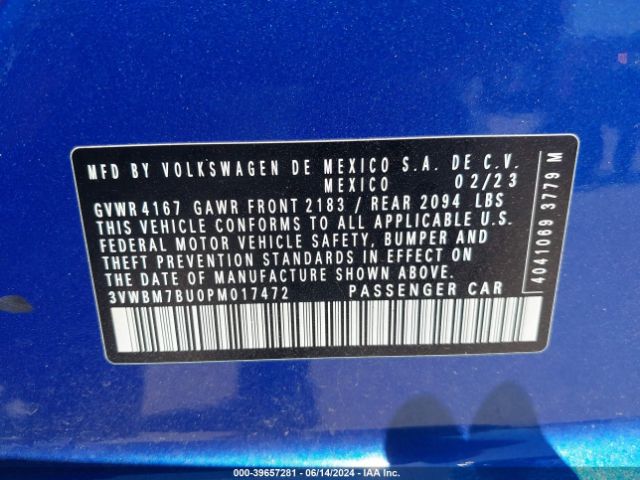 MFD BY VOLKSWAGEN DE MEXICO S.A. DE C.V.
MEXICO 02/23
GVWR 4167 GAWR FRONT 2183 / REAR 2094 LBS
THIS VEHICLE CONFORMS TO ALL APPLICABLE U.S.
FEDERAL MOTOR VEHICLE SAFETY, BUMPER AND
THEFT PREVENTION STANDARDS IN EFFECT ON
THE DATE OF MANUFACTURE SHOWN ABOVE.
3VWBM7BU0PM017472 PASSENGER CAR
4041069 3779 M
© - 39657281 - 06/14/2024 - IAA Inc.